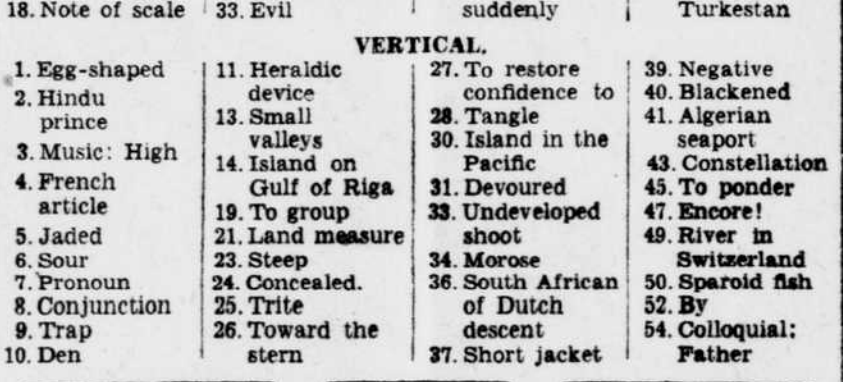 18. Note of scale
33. Evil
suddenly
Turkestan
VERTICAL.
1. Egg-shaped
2. Hindu
prince
3. Music: High
4. French
article
5. Jaded
6. Sour
7. Pronoun
8. Conjunction
9. Trap
10. Den
11. Heraldic
device
13. Small
valleys
14. Island on
Gulf of Riga
19. To group
21. Land measure
23. Steep
24. Concealed.
25. Trite
26. Toward the
stern
27. To restore
confidence to
28. Tangle
30. Island in the
Pacific
31. Devoured
33. Undeveloped
shoot
34. Morose
36. South African
of Dutch
descent
37. Short jacket
39. Negative
40. Blackened
41. Algerian
seaport
43. Constellation
45. To ponder
47. Encore!
49. River in
Switzerland
50. Sparoid fish
52. By
54. Colloquial:
Father